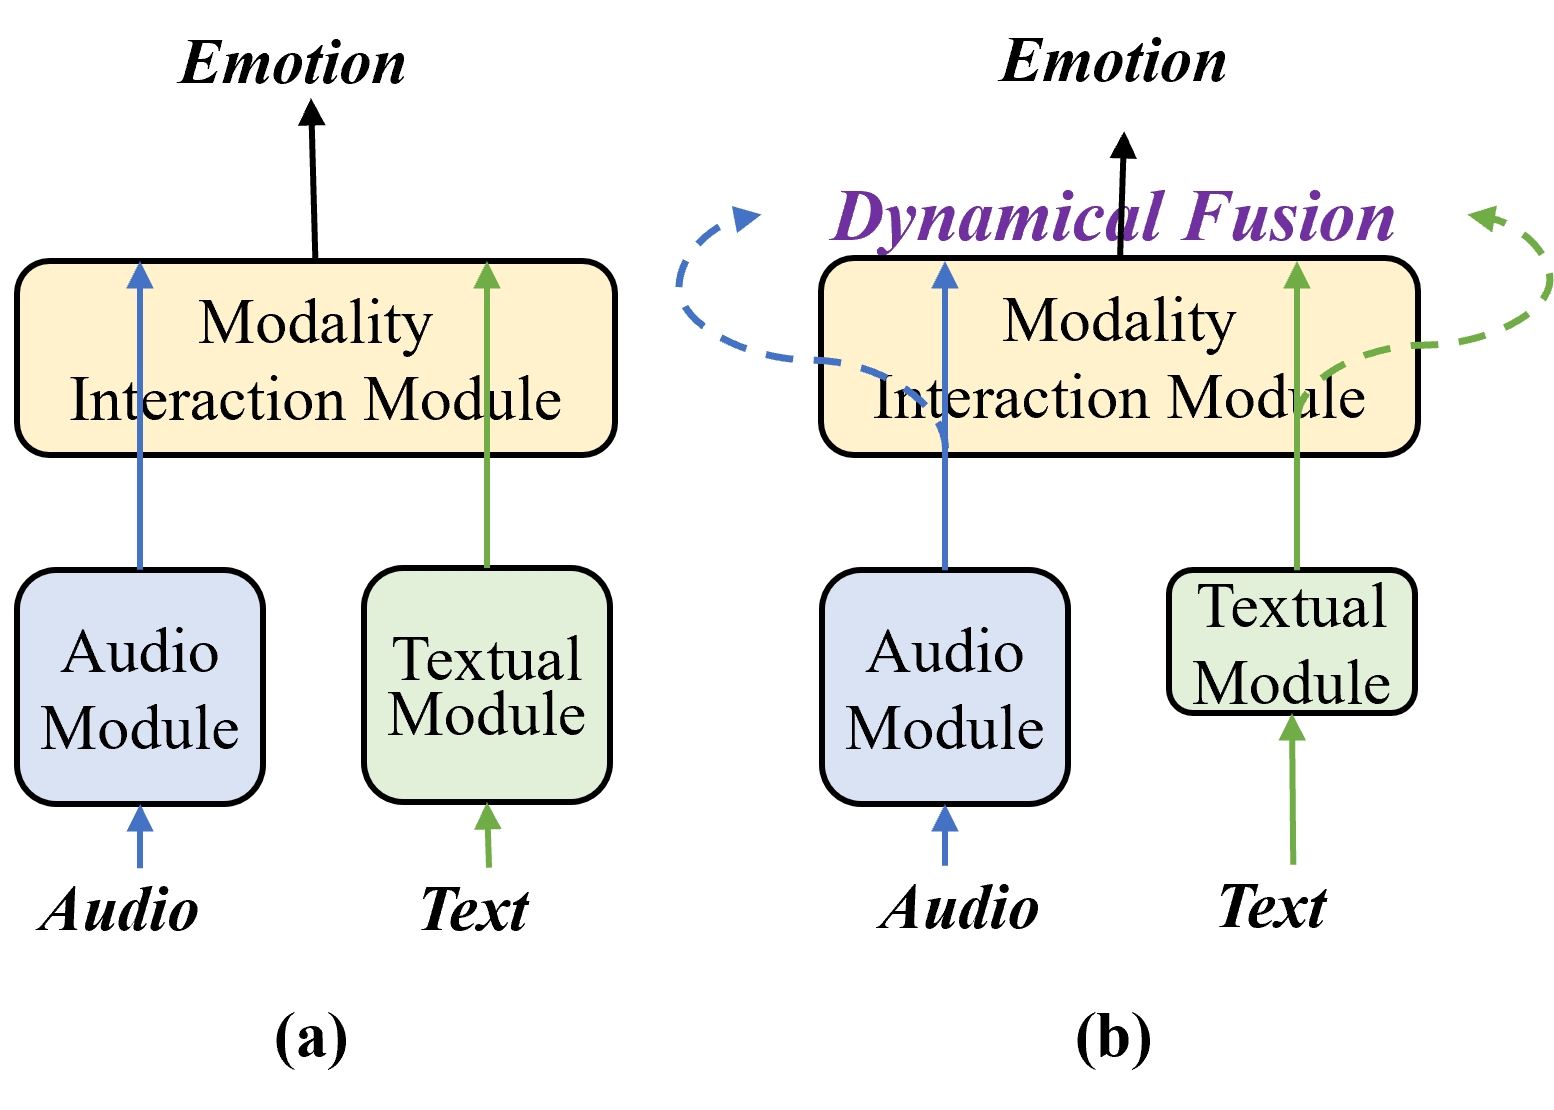 Emotion
Modality
Interaction Module
Audio
Module
Textual
Module
Audio
Text
(a)
Emotion
Dynamical Fusion
Modality
Interaction Module
Audio
Module
Textual
Module
Audio
Text
(b)